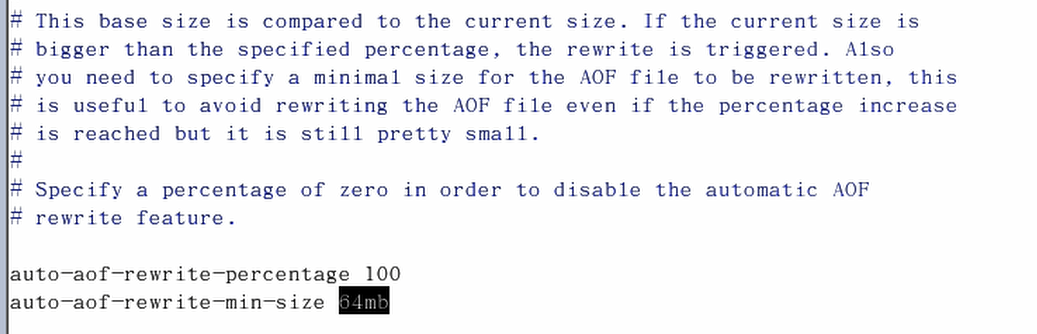 # This base size is compared to the current size. If the current size is
# bigger than the specified percentage, the rewrite is triggered. Also
# you need to specify a minimal size for the AOF file to be rewritten, this
# is useful to avoid rewriting the AOF file even if the percentage increase
# is reached but it is still pretty small.
#
# Specify a percentage of zero in order to disable the automatic AOF
# rewrite feature.
auto-aof-rewrite-percentage 100
auto-aof-rewrite-min-size 64mb